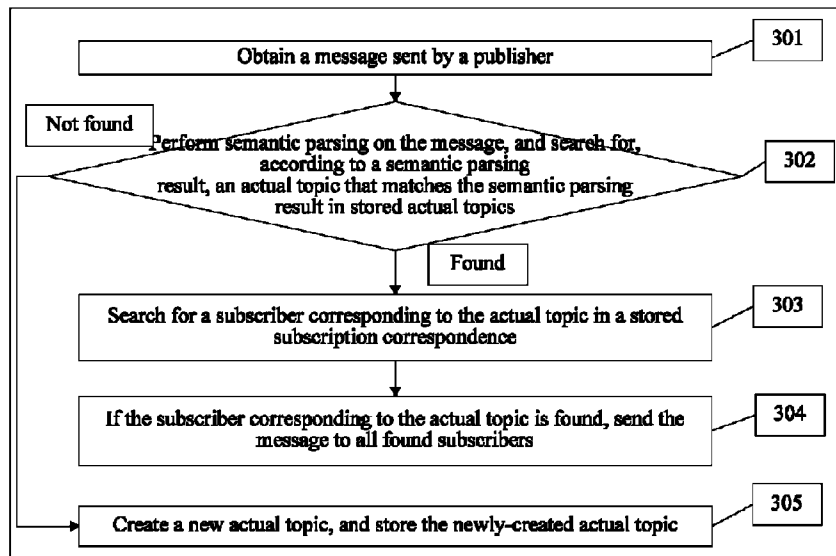 Obtain a message sent by a publisher
301
Not found
Perform semantic parsing on the message, and search for,
according to a semantic parsing
result, an actual topic that matches the semantic parsing
result in stored actual topics
302
Found
Search for a subscriber corresponding to the actual topic in a stored
subscription correspondence
303
If the subscriber corresponding to the actual topic is found, send the
message to all found subscribers
304
Create a new actual topic, and store the newly-created actual topic
305